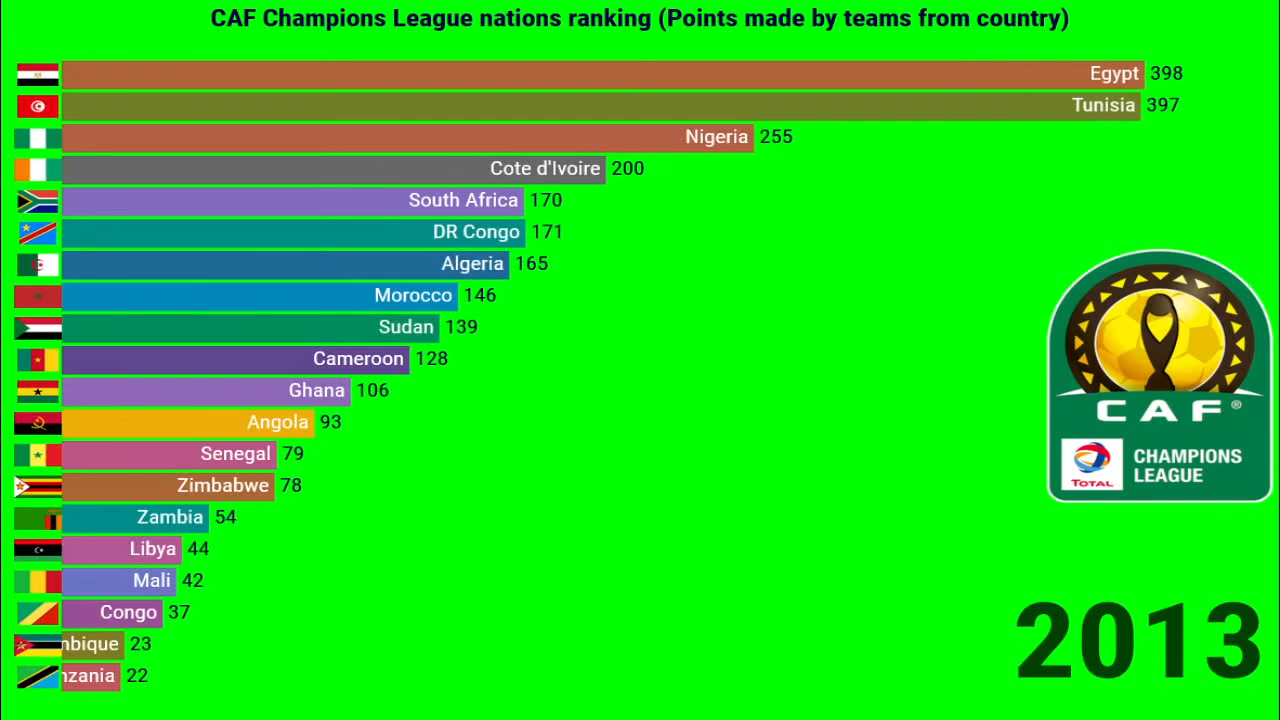 CAF Champions League nations ranking (Points made by teams from country)
Egypt 398
Tunisia 397
Nigeria 255
Cote d'Ivoire 200
South Africa 170
DR Congo 171
Algeria 165
Morocco 146
Sudan 139
Cameroon 128
Ghana 106
Angola 93
Senegal 79
Zimbabwe 78
Zambia 54
Libya 44
Mali 42
Congo 37
mbique 23
nzania 22
CAF®
TOTAL
CHAMPIONS
LEAGUE
2013